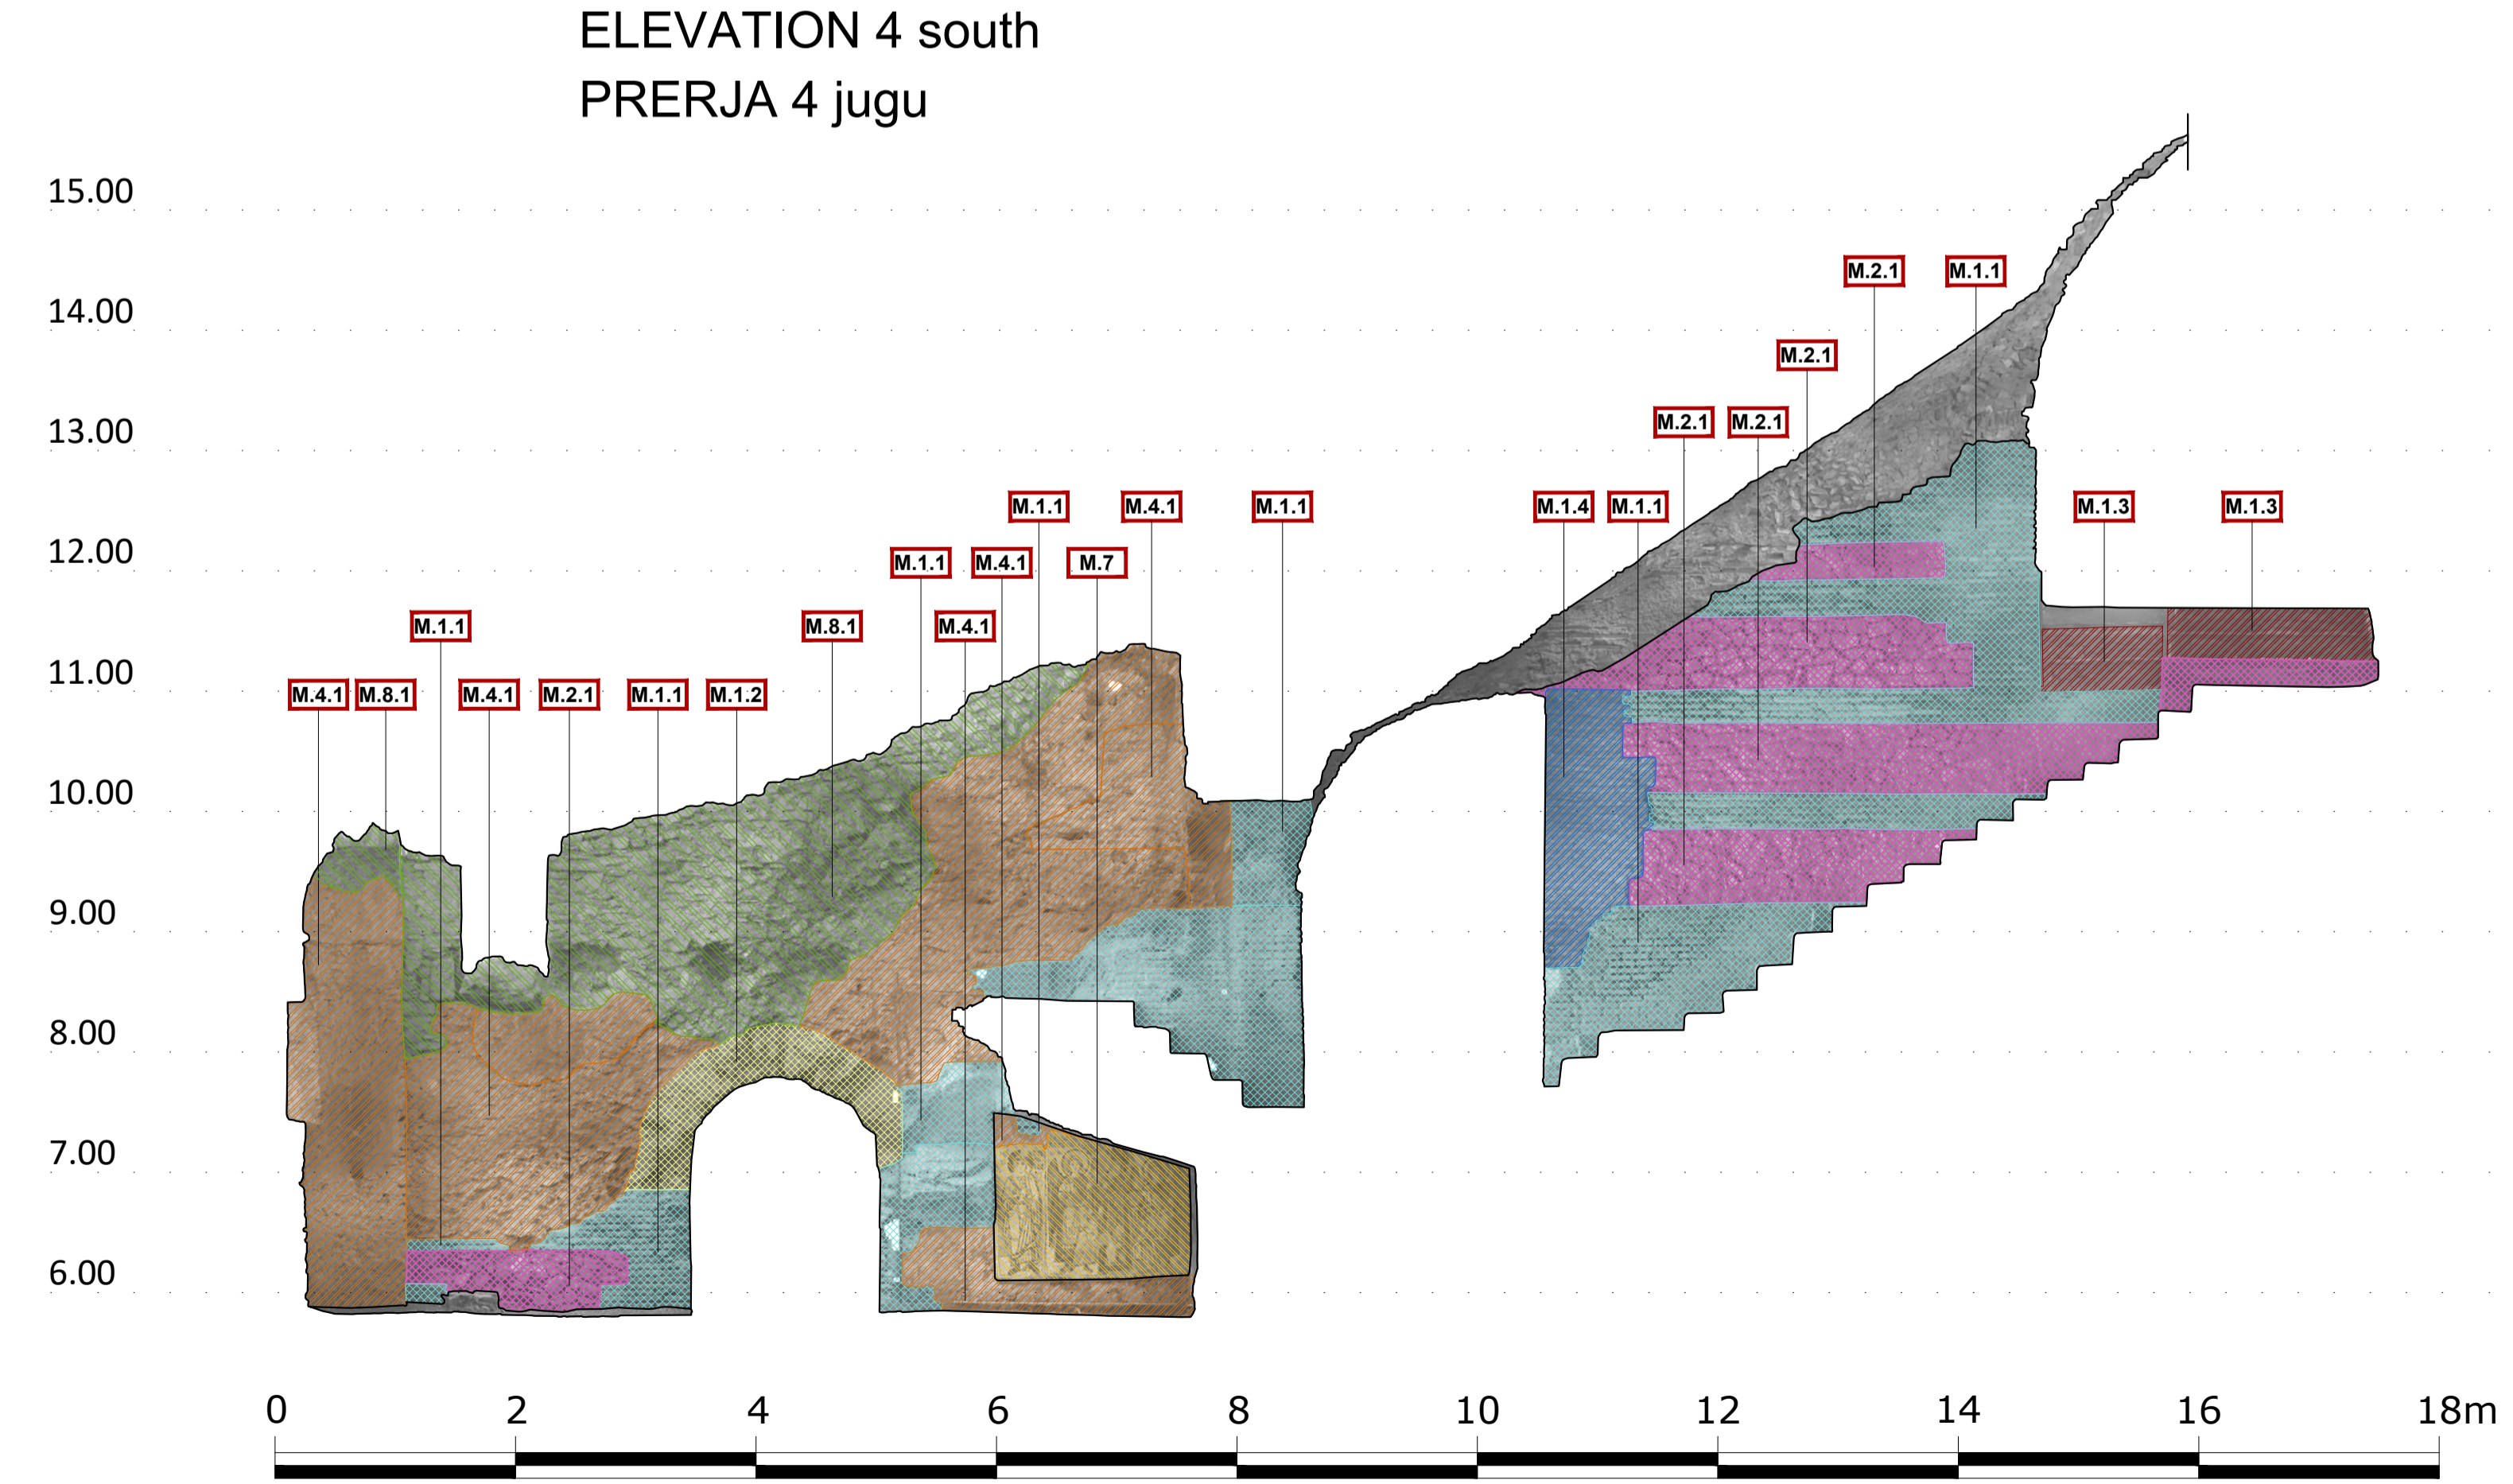 ELEVATION 4 south
PRERJA 4 jugu
15.00
14.00
M.2.1 M.1.1
M.2.1
13.00
M.2.1 M.2.1
12.00
M.1.1 M.4.1 M.1.1 M.1.4 M.1.1 M.1.3 M.1.3
M.1.1 M.4.1 M.7
M.1.1 M.8.1 M.4.1
11.00
M.4.1 M.8.1 M.4.1 M.2.1 M.1.1 M.1.2
10.00
9.00
8.00
7.00
6.00
0 2 4 6 8 10 12 14 16 18m